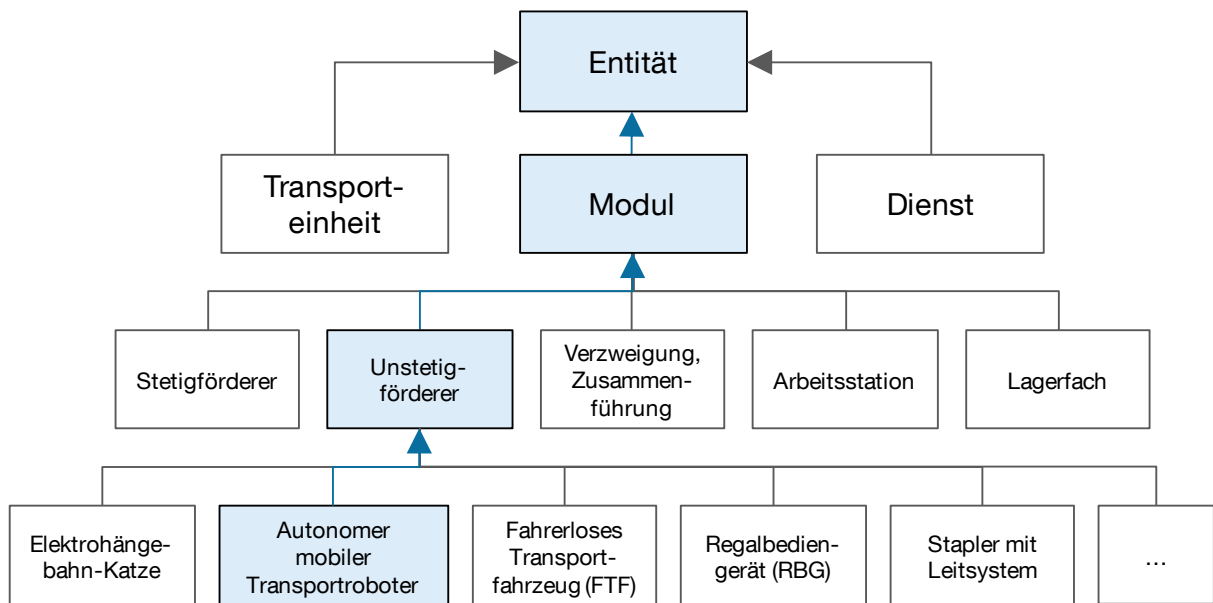 Entität
Transport-
einheit
Modul
Dienst
Stetigförderer
Unstetig-
förderer
Verzweigung,
Zusammen-
führung
Arbeitsstation
Lagerfach
Elektrohänge-
bahn-Katze
Autonomer
mobiler
Transportroboter
Fahrerloses
Transport-
fahrzeug (FTF)
Regalbedien-
gerät (RBG)
Stapler mit
Leitsystem
...